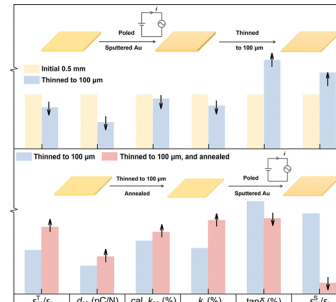 i
Poled
Sputtered Au
Thinned
to 100 μm
Initial 0.5 mm
Thinned to 100 μm
Thinned to 100 μm
Thinned to 100 μm, and annealed
i
Thinned to 100 μm
Annealed
Poled
Sputtered Au
(pC/N)
cal.
(%)
(%)
tanδ (%)